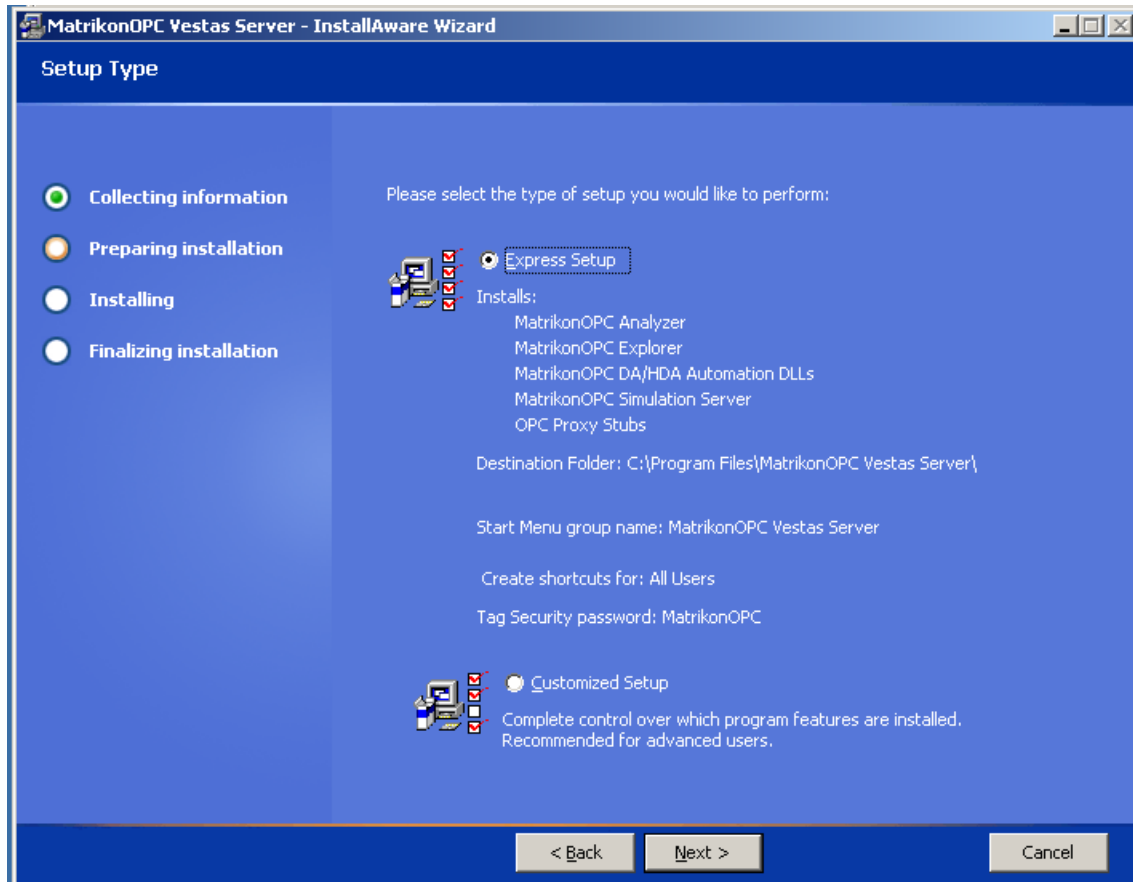 MatrikonOPC Vestas Server - InstallAware Wizard
Setup Type
Collecting information
Preparing installation
Installing
Finalizing installation
Please select the type of setup you would like to perform:
Express Setup
Installs:
MatrikonOPC Analyzer
MatrikonOPC Explorer
MatrikonOPC DA/HDA Automation DLLs
MatrikonOPC Simulation Server
OPC Proxy Stubs
Destination Folder: C:\Program Files\MatrikonOPC Vestas Server\
Start Menu group name: MatrikonOPC Vestas Server
Create shortcuts for: All Users
Tag Security password: MatrikonOPC
Customized Setup
Complete control over which program features are installed.
Recommended for advanced users.
< Back
Next >
Cancel